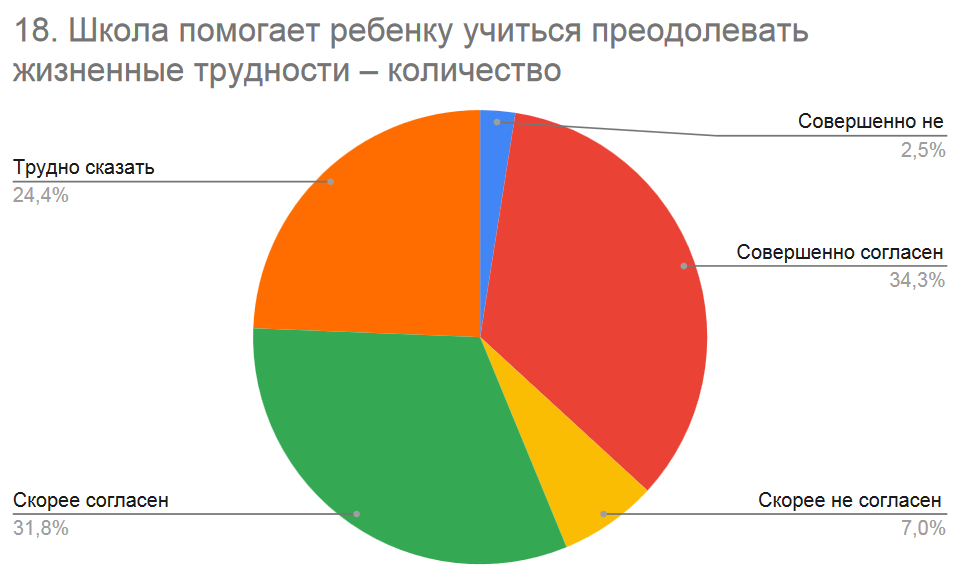 18. Школа помогает ребенку учиться преодолевать
жизненные трудности – количество
Совершенно не
2,5%
Трудно сказать
24,4%
Совершенно согласен
34,3%
Скорее согласен
31,8%
Скорее не согласен
7,0%